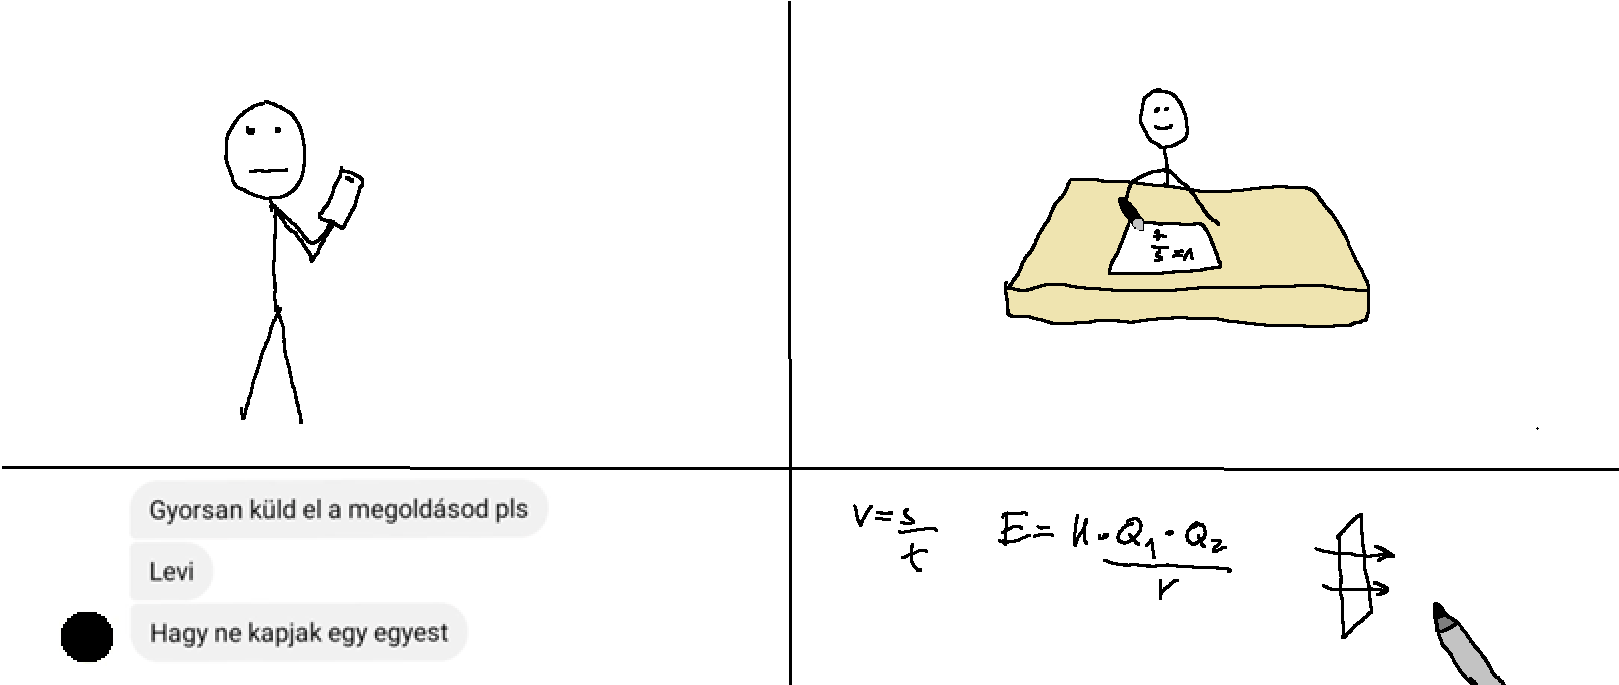 Gyorsan küld el a megoldásod pls
Levi
Hagy ne kapjak egy egyest
v=s/t
E=k·Q₁·Q₂/r